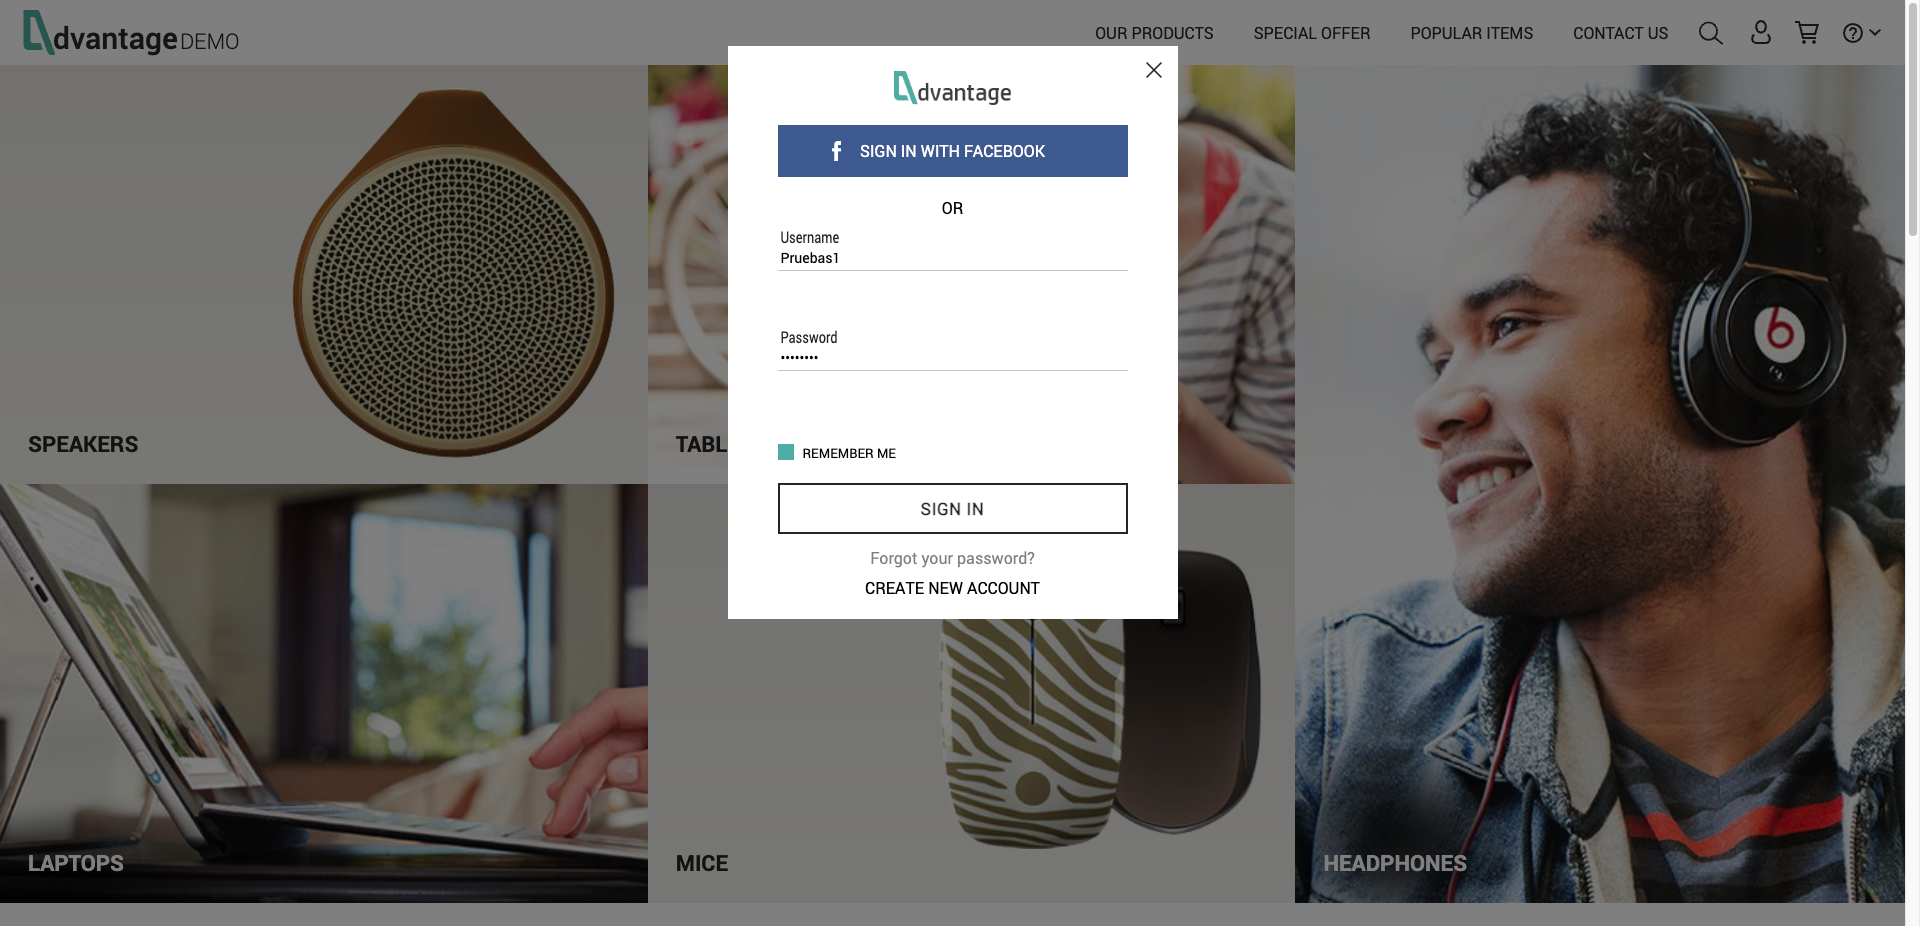 dvantage DEMO
OUR PRODUCTS SPECIAL OFFER POPULAR ITEMS CONTACT US
dvantage
SIGN IN WITH FACEBOOK
OR
Username
Pruebas1
Password
••••••••
REMEMBER ME
SIGN IN
Forgot your password?
CREATE NEW ACCOUNT
SPEAKERS
TABL
LAPTOPS
MICE
HEADPHONES